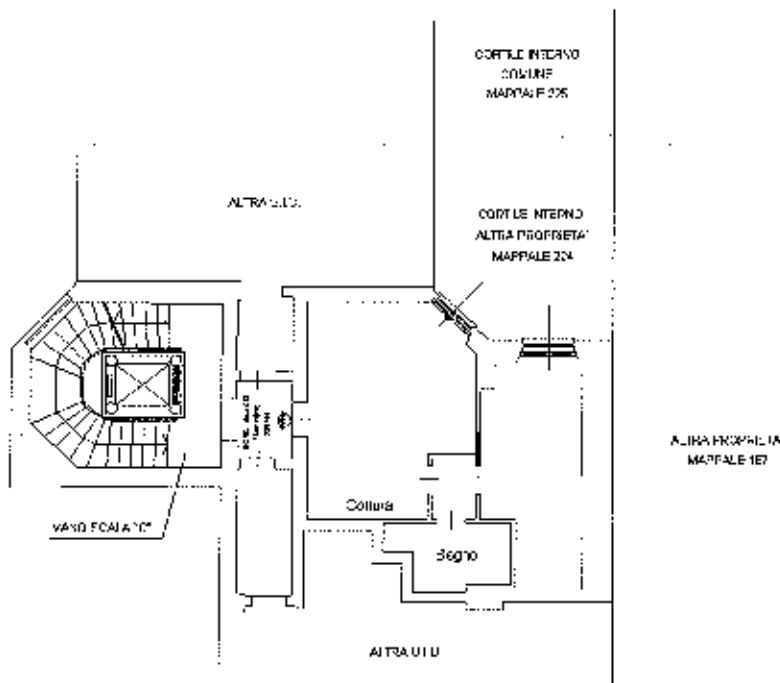 CORTILE INTERNO
COMUNE
MAPPALE 225
ALTRA U.I.U.
CORTILE INTERNO
ALTRA PROPRIETA'
MAPPALE 224
ALTRA PROPRIETA'
MAPPALE 187
Cottura
VANO SCALA
Bagno
ALTRA U.I.U.